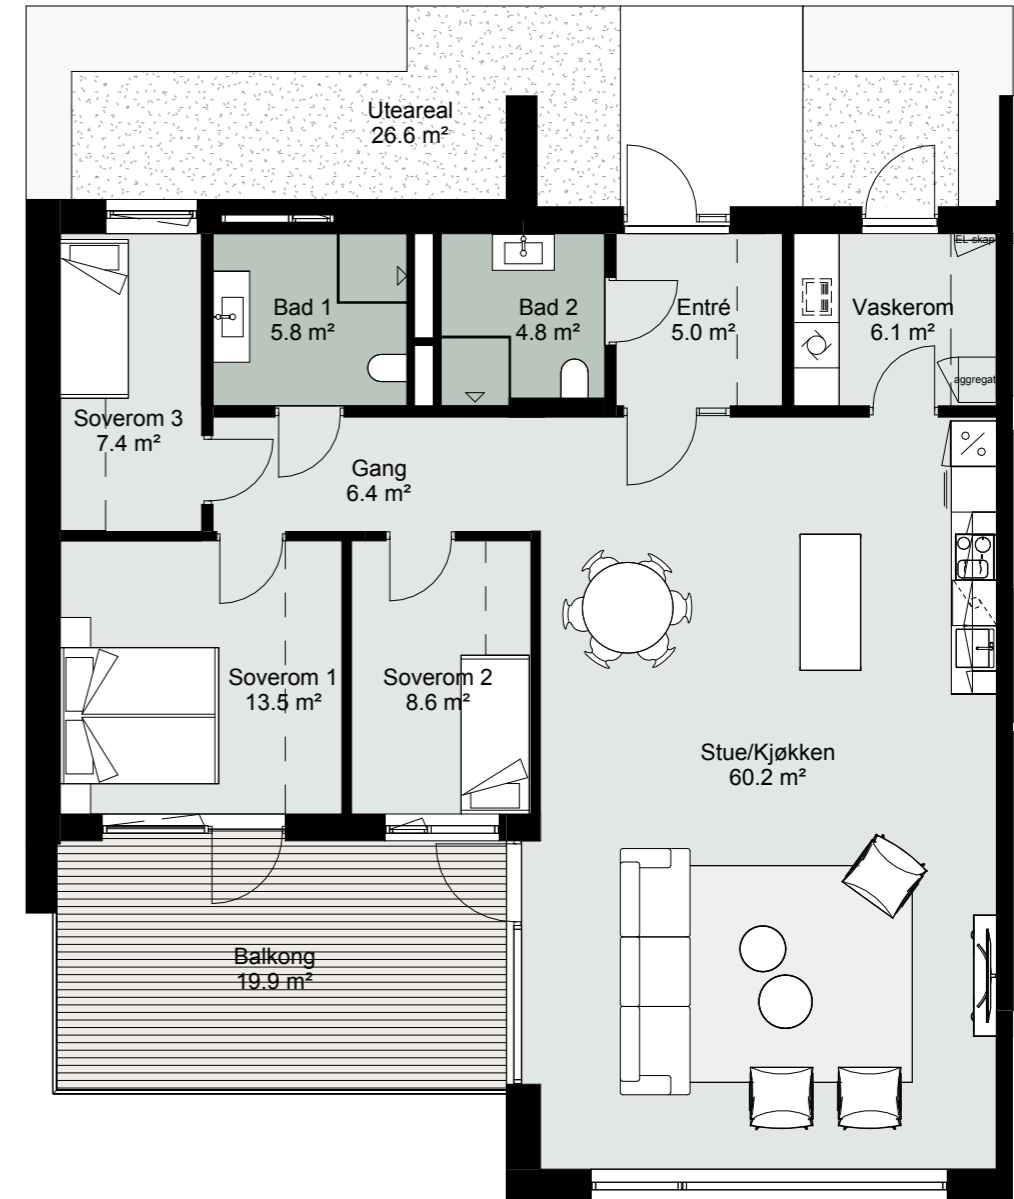 Uteareal
26.6 m²
EL-skap
Bad 1
5.8 m²
Bad 2
4.8 m²
Entré
5.0 m²
Vaskerom
6.1 m²
aggregat
Soverom 3
7.4 m²
Gang
6.4 m²
Soverom 1
13.5 m²
Soverom 2
8.6 m²
Stue/Kjøkken
60.2 m²
Balkong
19.9 m²